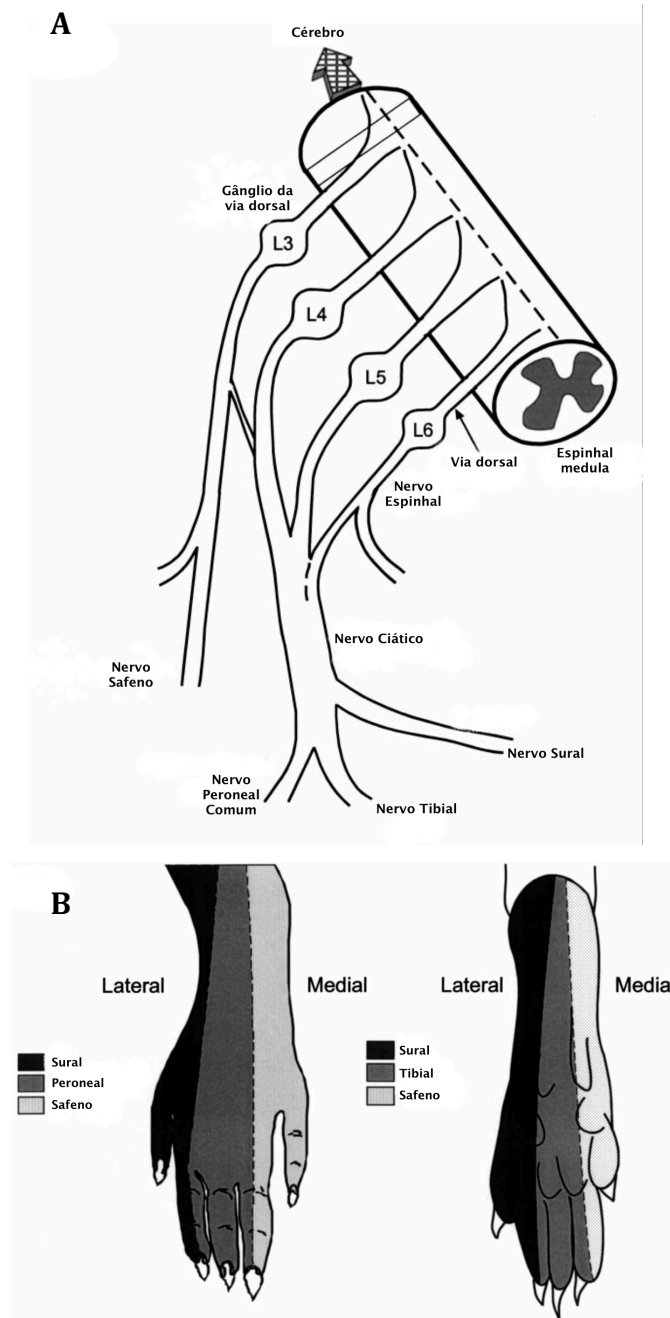 A
Cérebro
Gânglio da
via dorsal
L3
L4
L5
L6
Via dorsal
Espinhal
medula
Nervo
Espinhal
Nervo Ciático
Nervo
Safeno
Nervo Sural
Nervo
Peroneal
Comum
Nervo Tibial
B
Lateral
Medial
Lateral
Media
Sural
Peroneal
Safeno
Sural
Tibial
Safeno